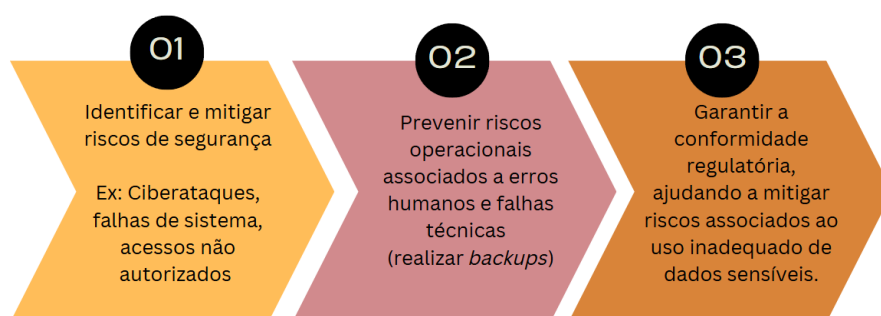 01
Identificar e mitigar
riscos de segurança
Ex: Ciberataques,
falhas de sistema,
acessos não
autorizados
02
Prevenir riscos
operacionais
associados a erros
humanos e falhas
técnicas
(realizar backups)
03
Garantir a
conformidade
regulatória,
ajudando a mitigar
riscos associados ao
uso inadequado de
dados sensíveis.